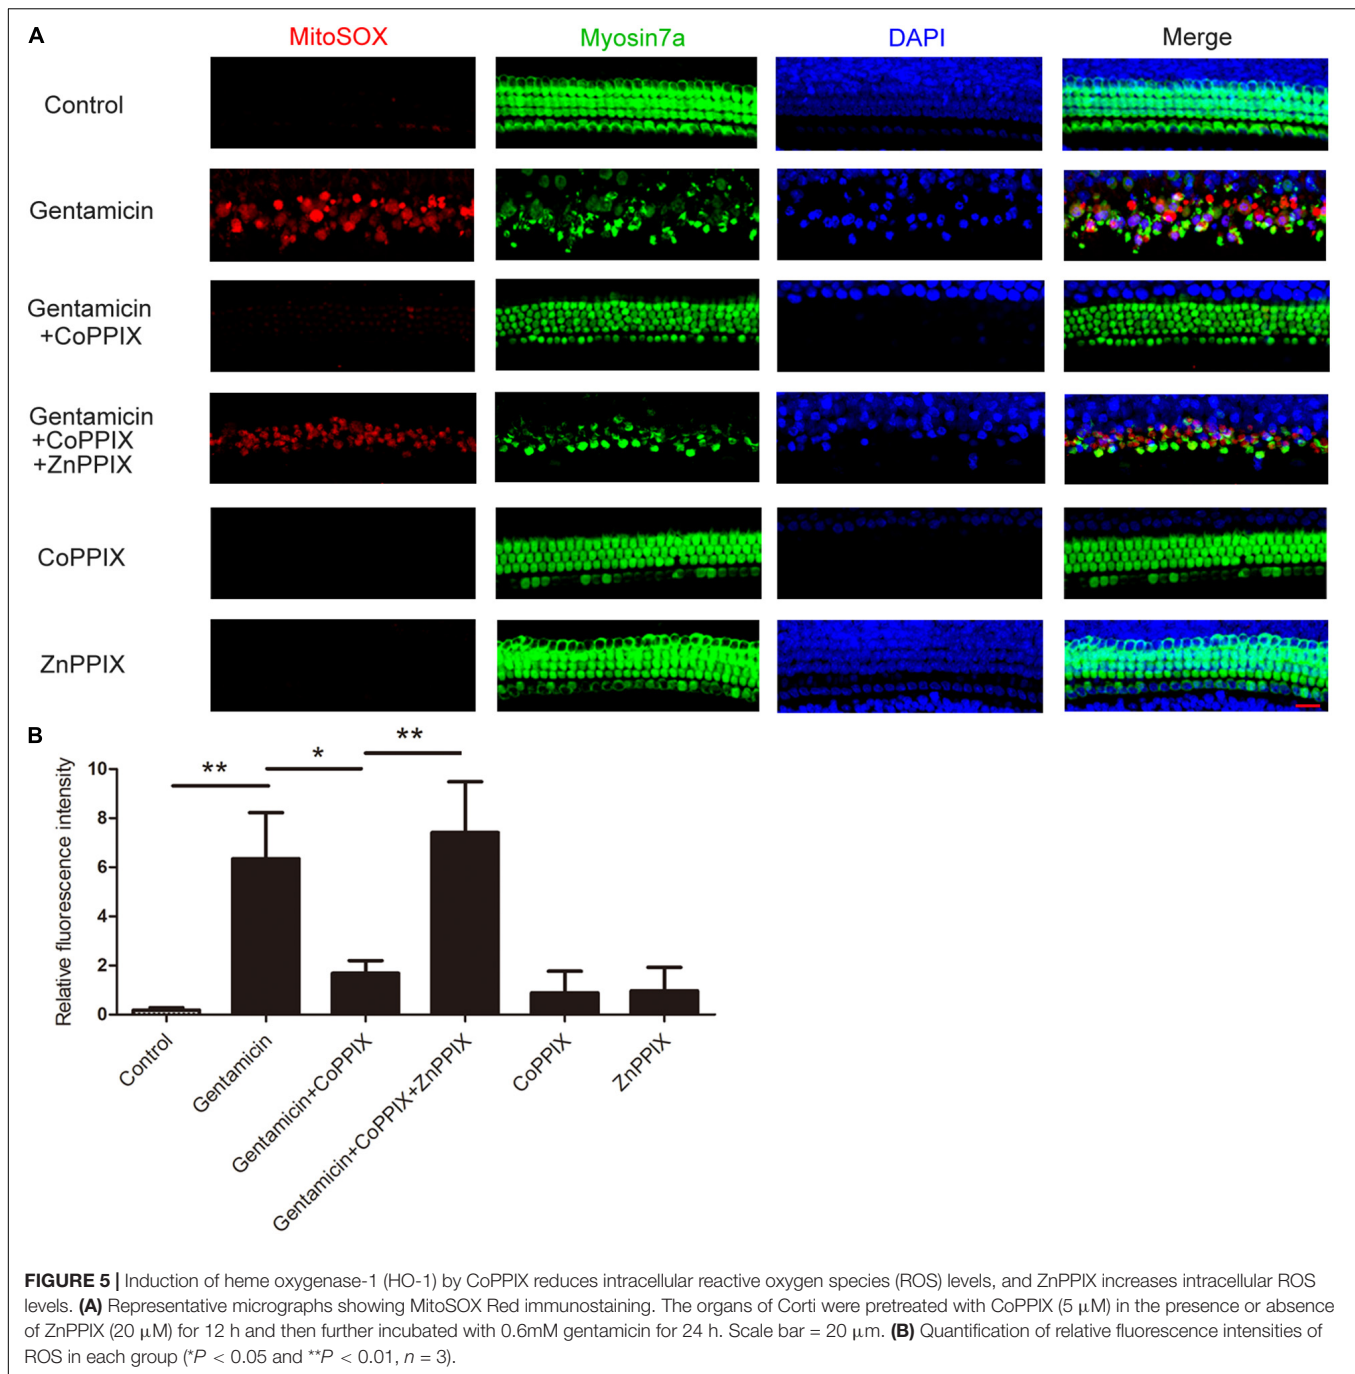 A
MitoSOX Myosin7a DAPI Merge
Control
Gentamicin
Gentamicin
+CoPPIX
Gentamicin
+CoPPIX
+ZnPPIX
CoPPIX
ZnPPIX
B
** * **
Relative fluorescence intensity
10
8
6
4
2
0
Control
Gentamicin
Gentamicin+CoPPIX
Gentamicin+CoPPIX+ZnPPIX
CoPPIX
ZnPPIX
FIGURE 5 | Induction of heme oxygenase-1 (HO-1) by CoPPIX reduces intracellular reactive oxygen species (ROS) levels, and ZnPPIX increases intracellular ROS
levels. (A) Representative micrographs showing MitoSOX Red immunostaining. The organs of Corti were pretreated with CoPPIX (5 μM) in the presence or absence
of ZnPPIX (20 μM) for 12 h and then further incubated with 0.6mM gentamicin for 24 h. Scale bar = 20 μm. (B) Quantification of relative fluorescence intensities of
ROS in each group (*P < 0.05 and **P < 0.01, n = 3).